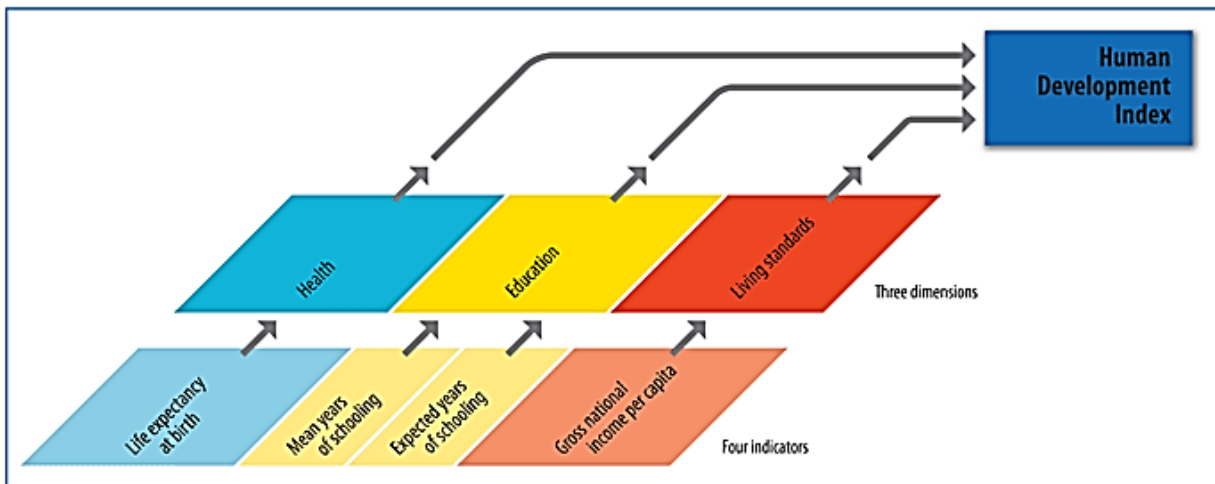 Human
Development
Index
Health
Education
Living standards
Three dimensions
Life expectancy
at birth
Mean years
of schooling
Expected years
of schooling
Gross national
income per capita
Four indicators